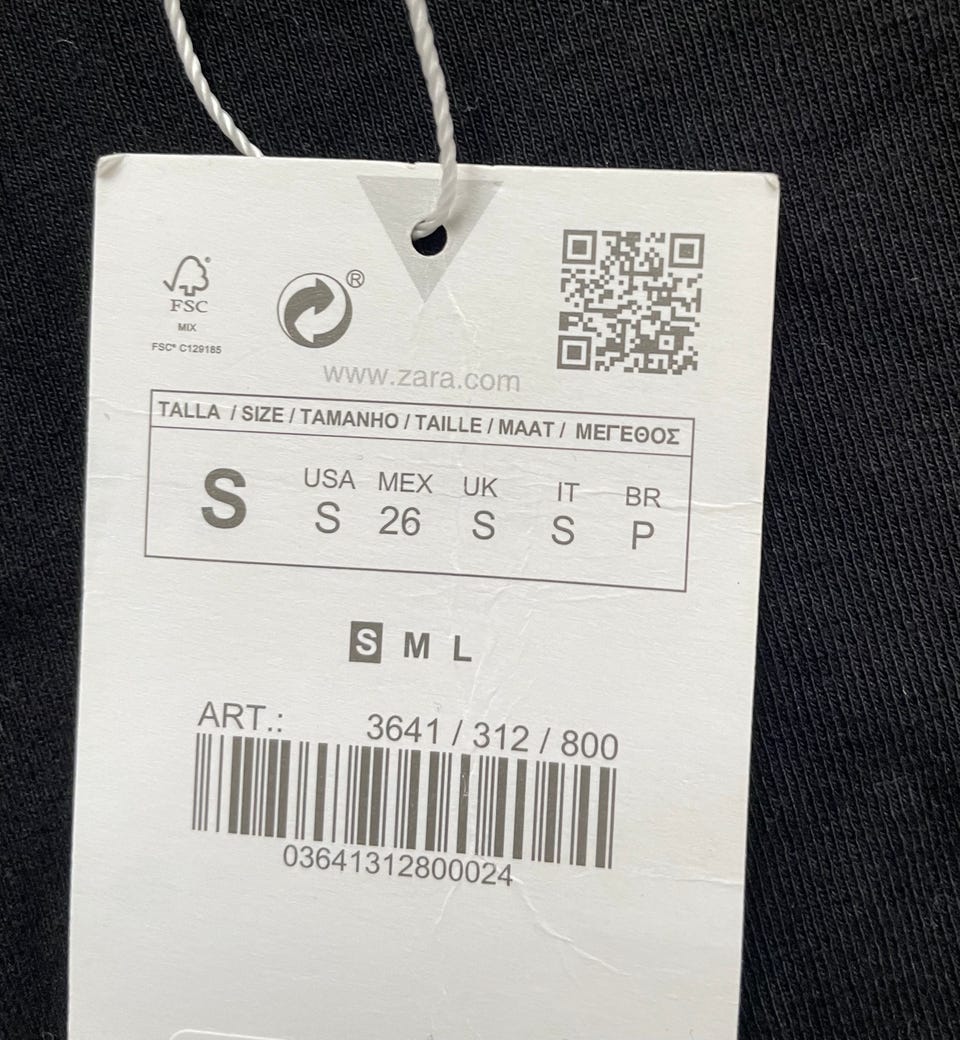 FSC
MIX
FSC® C129185
®
www.zara.com
TALLA / SIZE / TAMANHO / TAILLE / MAAT / ΜΕΓΕΘΟΣ
S USA MEX UK IT BR
S 26 S S P
S M L
ART.: 3641 / 312 / 800
03641312800024